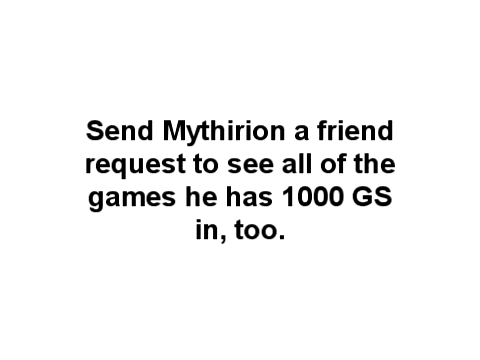 Send Mythirion a friend
request to see all of the
games he has 1000 GS
in, too.